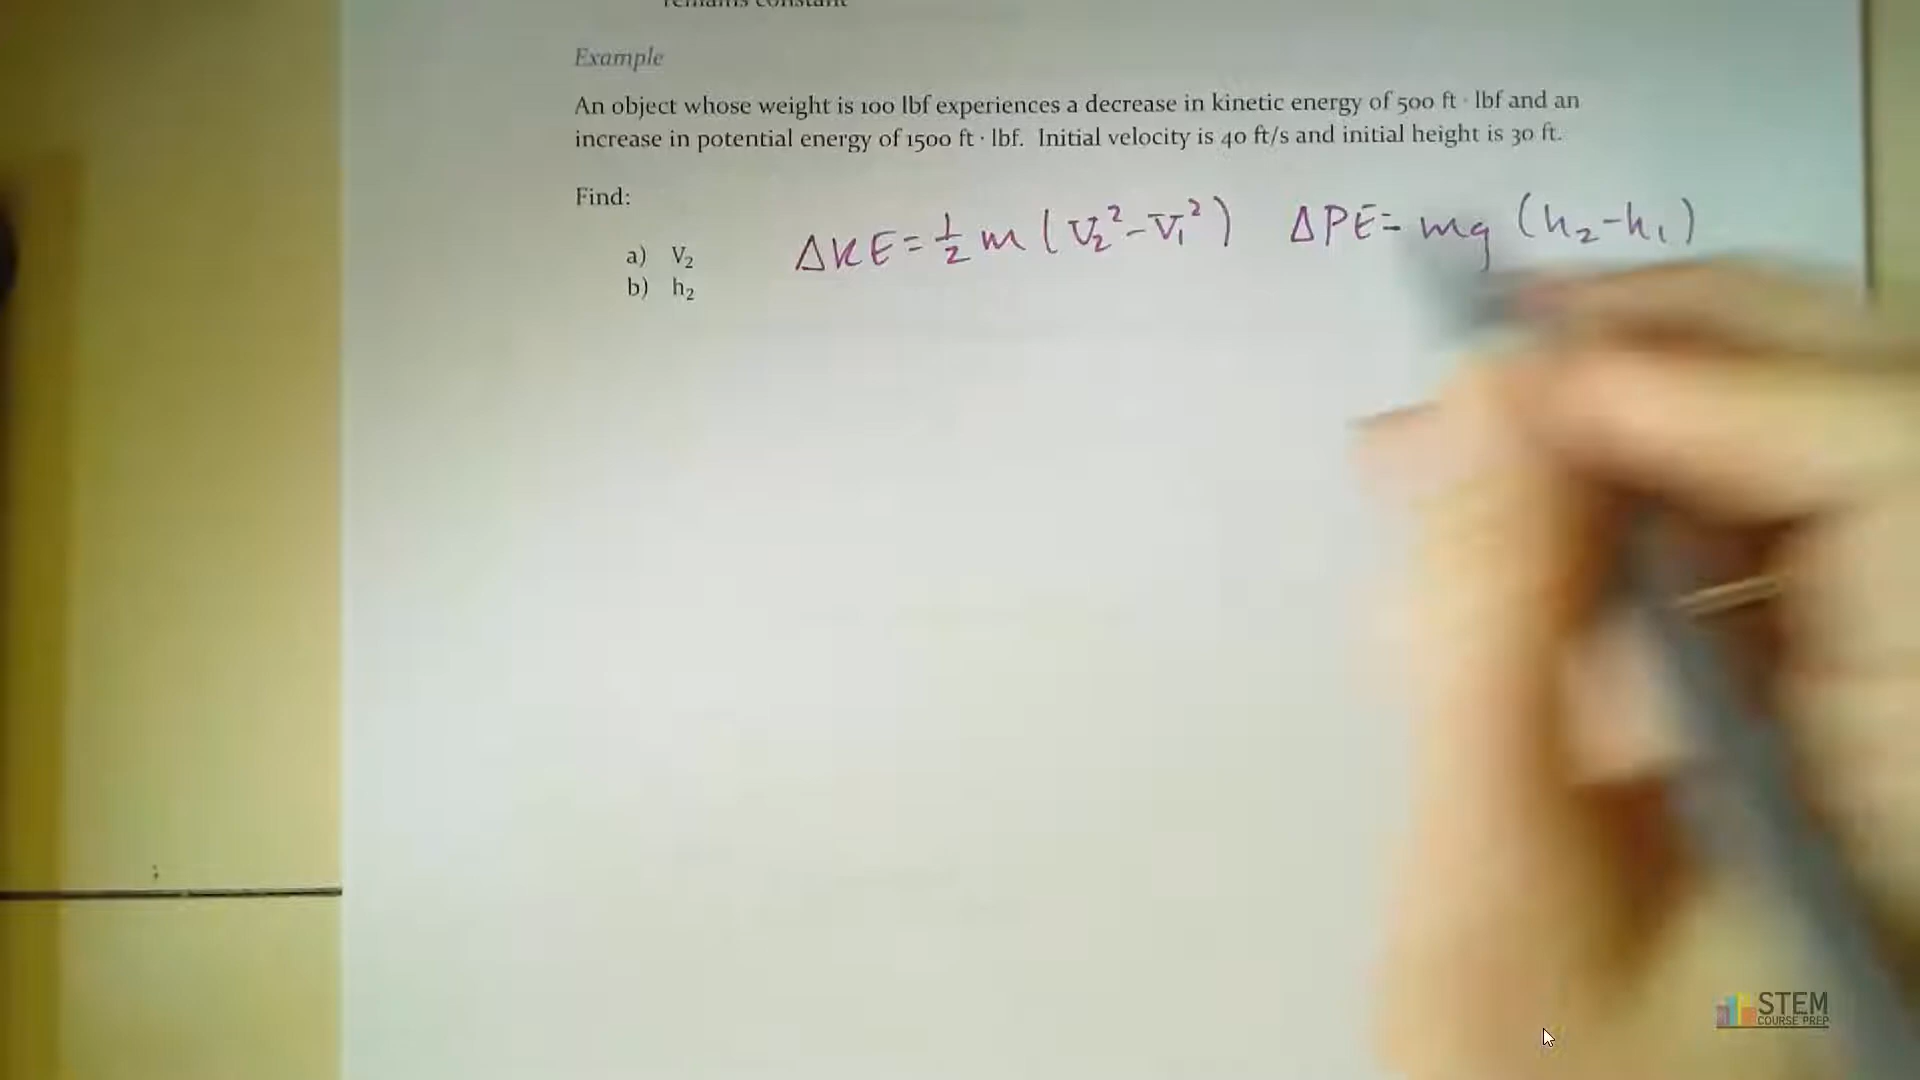 remains constant
Example
An object whose weight is 100 lbf experiences a decrease in kinetic energy of 500 ft · lbf and an
increase in potential energy of 1500 ft · lbf. Initial velocity is 40 ft/s and initial height is 30 ft.
Find:
a) V₂
b) h₂
ΔKE = ½ m (V₂² - V₁²) ΔPE = mg (h₂ - h₁)
STEM
COURSE PREP